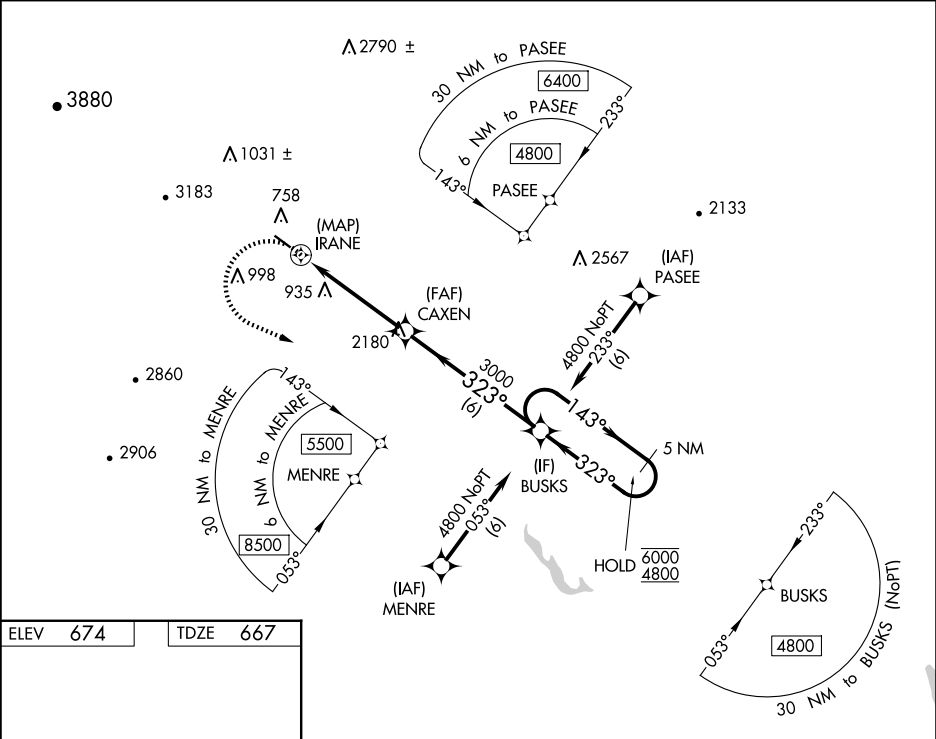 2790 ±
30 NM to PASEE
6400
3880
6 NM to PASEE
233°
4800
1031 ±
143°
PASEE
3183
758
2133
(MAP)
IRANE
2567
(IAF)
PASEE
998
935
(FAF)
CAXEN
4800 NoPT
233°
(6)
2180
3000
323°
(6)
2860
143°
143°
30 NM to MENRE
6 NM to MENRE
5500
2906
5 NM
(IF)
BUSKS
323°
MENRE
4800 NoPT
053°
(6)
233°
8500
053°
HOLD 6000
4800
(IAF)
MENRE
BUSKS
30 NM to BUSKS (NoPT)
053°
4800
ELEV 674
TDZE 667